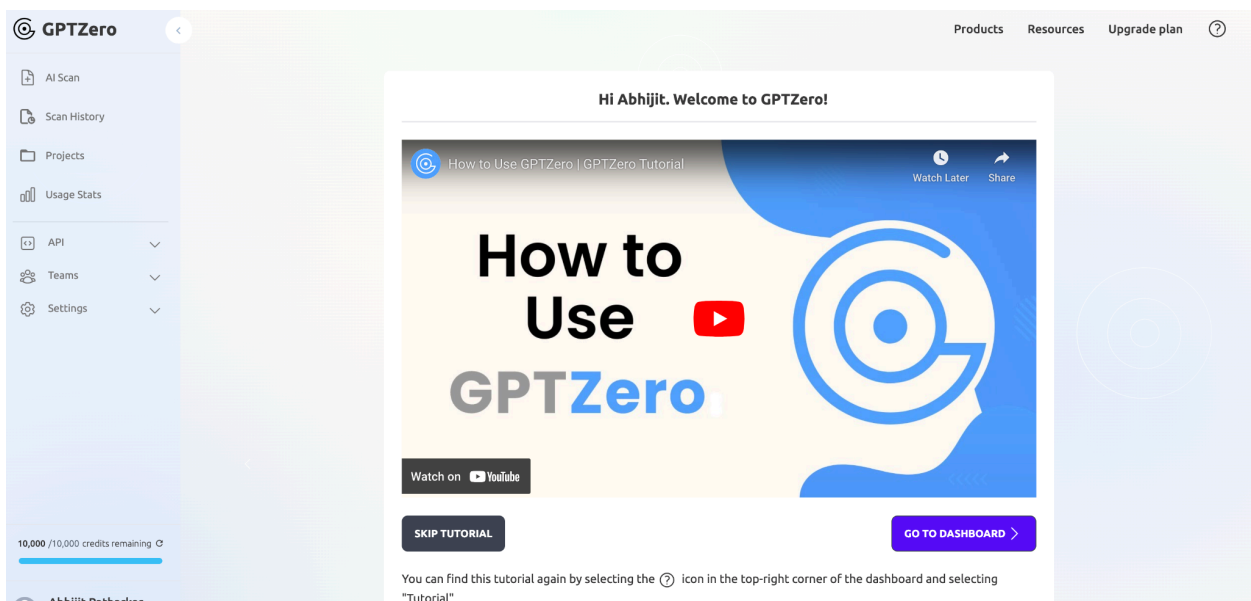 GPTZero
Products Resources Upgrade plan ?
AI Scan
Scan History
Projects
Usage Stats
API
Teams
Settings
10,000 /10,000 credits remaining
Hi Abhijit. Welcome to GPTZero!
How to Use GPTZero | GPTZero Tutorial
Watch Later Share
How to
Use
GPTZero
Watch on YouTube
SKIP TUTORIAL
GO TO DASHBOARD
You can find this tutorial again by selecting the ? icon in the top-right corner of the dashboard and selecting
"Tutorial"